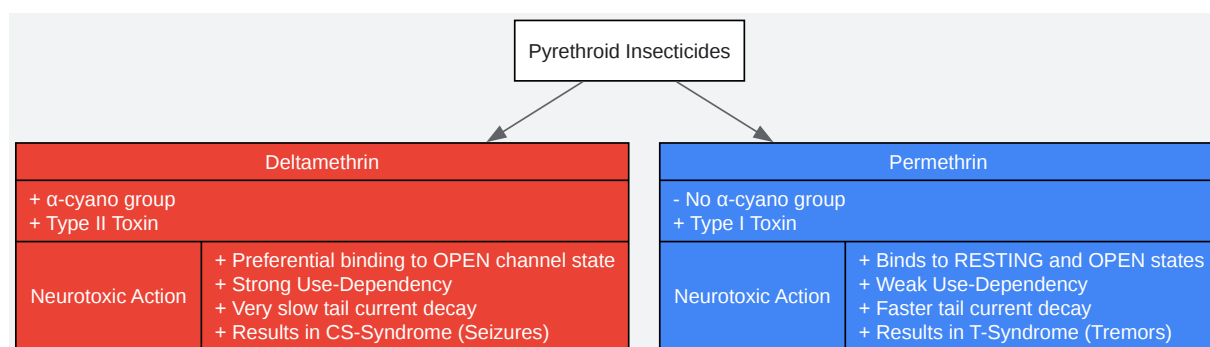 Pyrethroid Insecticides
Deltamethrin
+ α-cyano group
+ Type II Toxin
Neurotoxic Action
+ Preferential binding to OPEN channel state
+ Strong Use-Dependency
+ Very slow tail current decay
+ Results in CS-Syndrome (Seizures)
Permethrin
- No α-cyano group
+ Type I Toxin
Neurotoxic Action
+ Binds to RESTING and OPEN states
+ Weak Use-Dependency
+ Faster tail current decay
+ Results in T-Syndrome (Tremors)